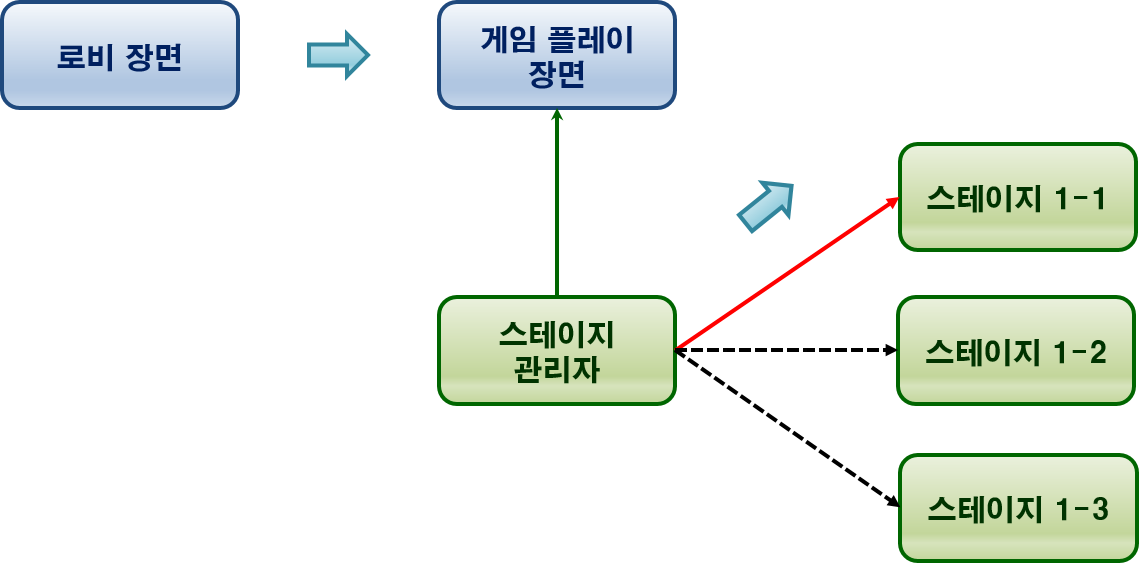 로비 장면
게임 플레이
장면
스테이지 1-1
스테이지
관리자
스테이지 1-2
스테이지 1-3